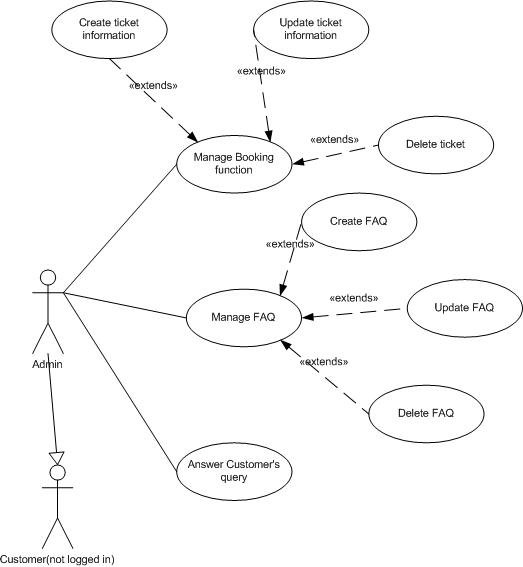 Create ticket
information
Update ticket
information
«extends»
«extends»
«extends»
Delete ticket
Manage Booking
function
Create FAQ
«extends»
«extends»
Update FAQ
Manage FAQ
«extends»
Admin
Delete FAQ
Answer Customer's
query
Customer(not logged in)